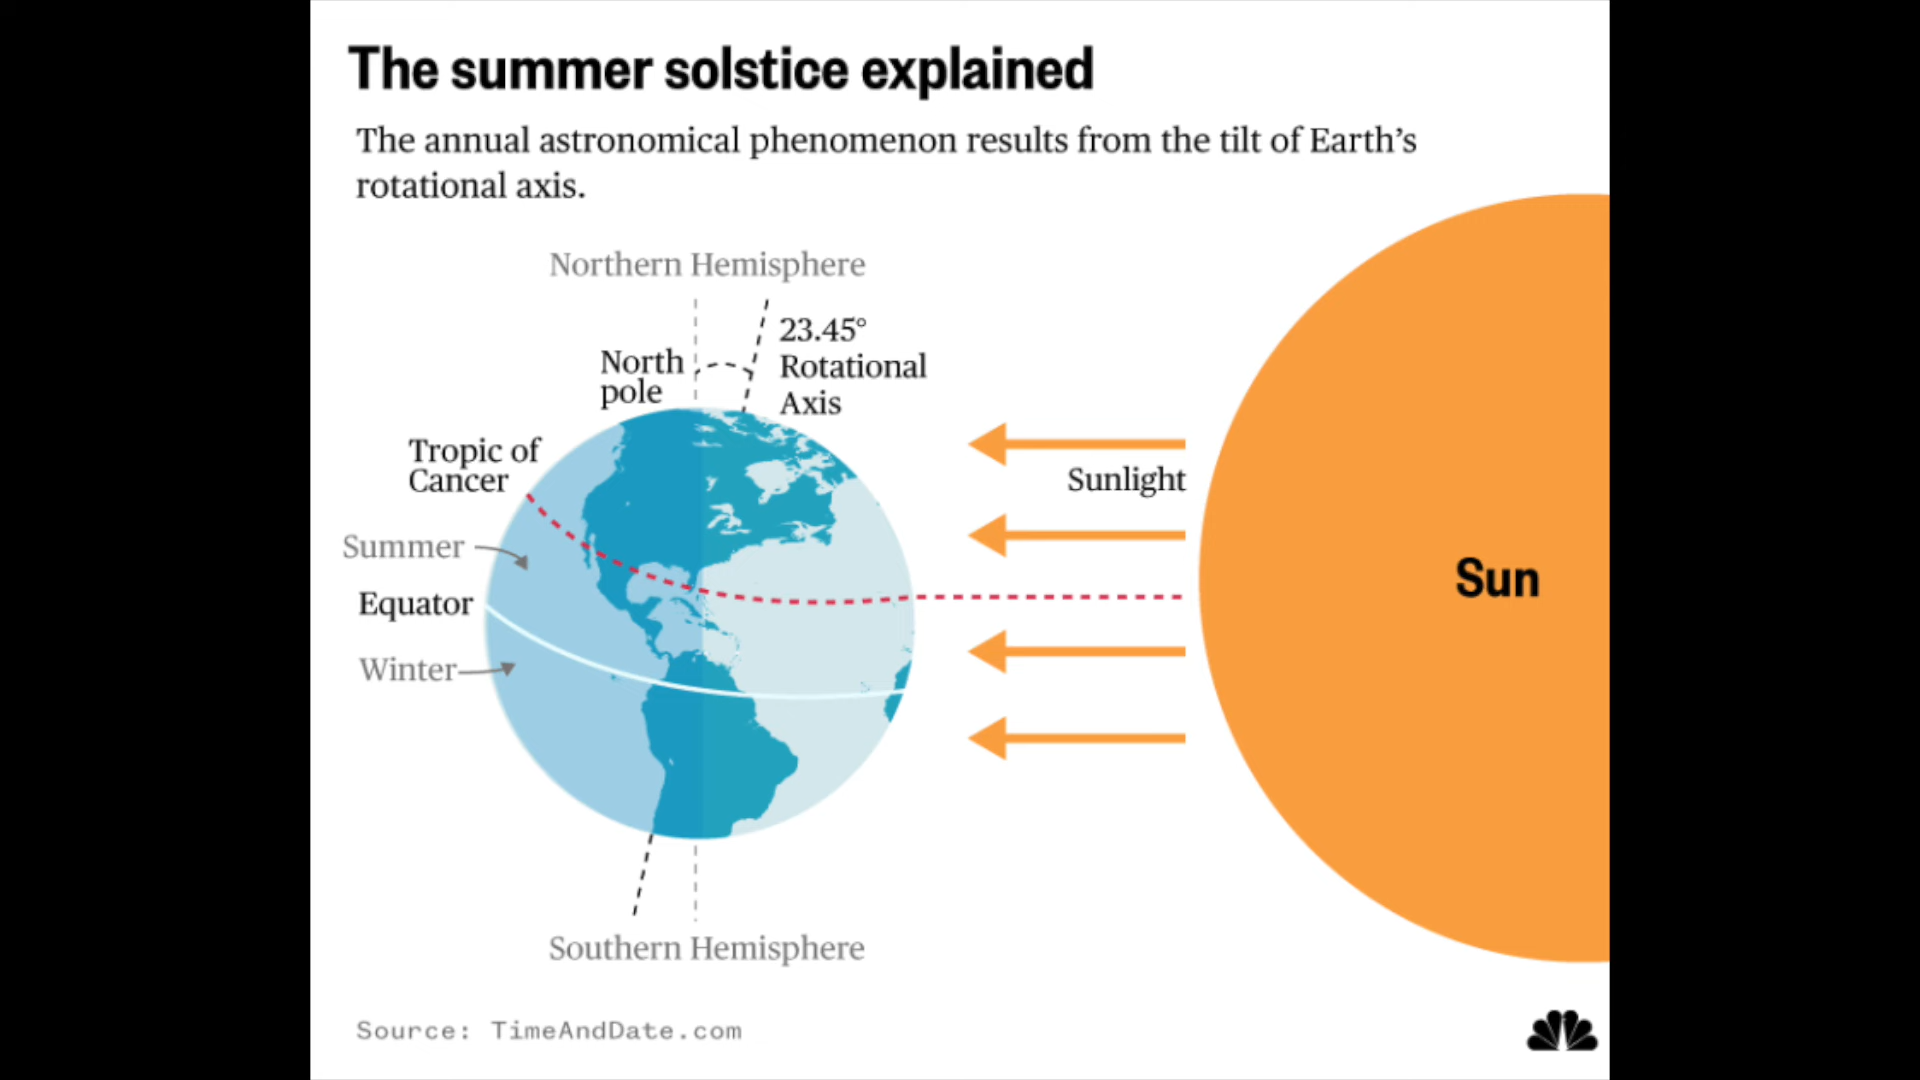 The summer solstice explained
The annual astronomical phenomenon results from the tilt of Earth’s
rotational axis.
Northern Hemisphere
23.45°
Rotational
Axis
North
pole
Tropic of
Cancer
Sunlight
Summer
Equator
Sun
Winter
Southern Hemisphere
Source: TimeAndDate.com